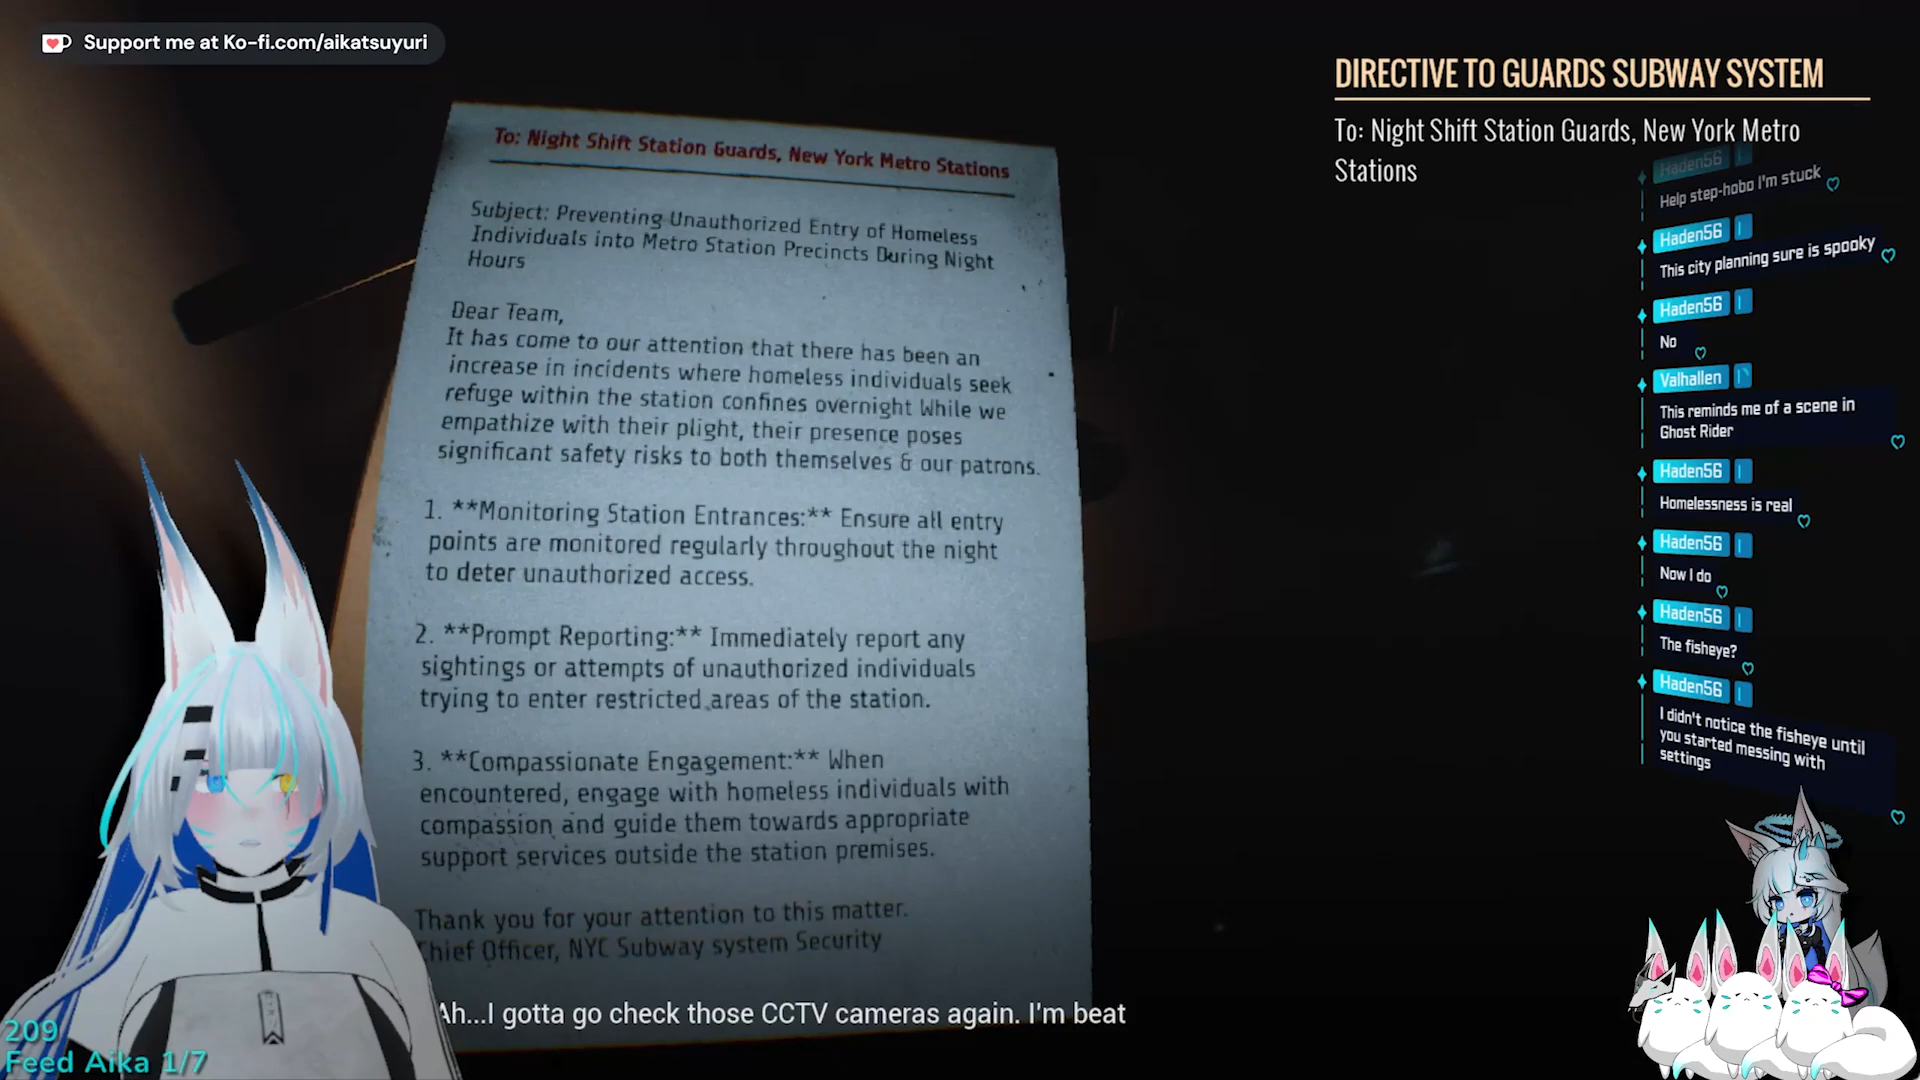 Support me at Ko-fi.com/aikatsuyuri
To: Night Shift Station Guards, New York Metro Stations
Subject: Preventing Unauthorized Entry of Homeless
Individuals into Metro Station Precincts During Night
Hours
Dear Team,
It has come to our attention that there has been an
increase in incidents where homeless individuals seek
refuge within the station confines overnight While we
empathize with their plight, their presence poses
significant safety risks to both themselves & our patrons.
1. **Monitoring Station Entrances:** Ensure all entry
points are monitored regularly throughout the night
to deter unauthorized access.
2. **Prompt Reporting:** Immediately report any
sightings or attempts of unauthorized individuals
trying to enter restricted areas of the station.
3. **Compassionate Engagement:** When
encountered, engage with homeless individuals with
compassion and guide them towards appropriate
support services outside the station premises.
Thank you for your attention to this matter.
Chief Officer, NYC Subway system Security
Ah...I gotta go check those CCTV cameras again. I'm beat
209
Feed Aika 1/7
DIRECTIVE TO GUARDS SUBWAY SYSTEM
To: Night Shift Station Guards, New York Metro
Stations
Haden56
Help step-hobo I'm stuck
Haden56
This city planning sure is spooky
Haden56
No
Valhallen
This reminds me of a scene in
Ghost Rider
Haden56
Homelessness is real
Haden56
Now I do
Haden56
The fisheye?
Haden56
I didn't notice the fisheye until
you started messing with
settings